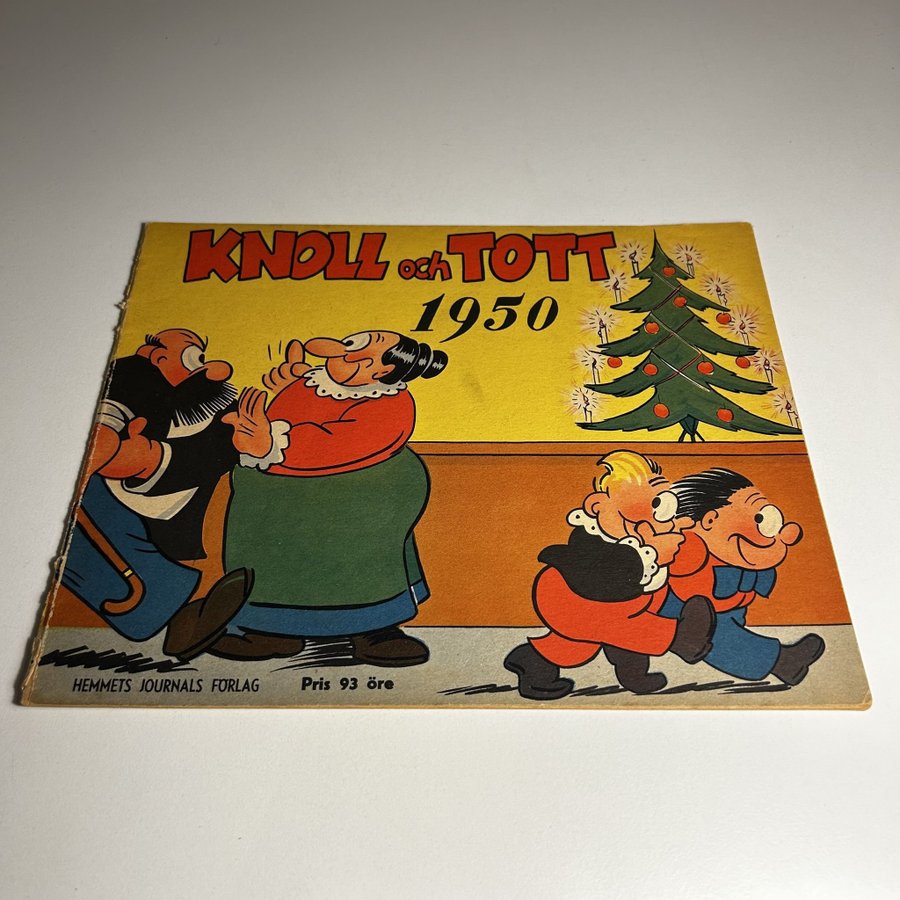 KNOLL och TOTT
1950
HEMMETS JOURNALS FÖRLAG Pris 93 öre